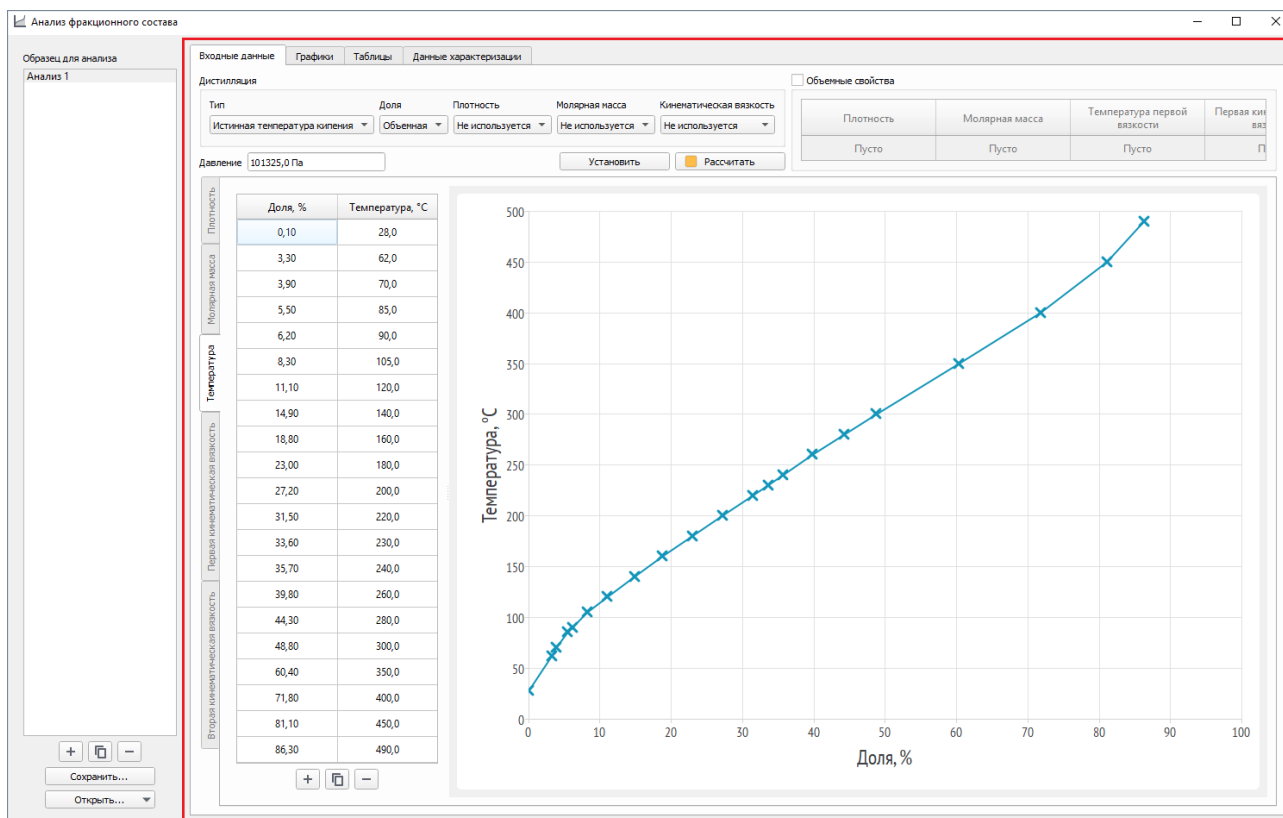 Анализ фракционного состава
Образец для анализа
Анализ 1
Сохранить...
Открыть...
Входные данные Графики Таблицы Данные характеризации
Дистилляция
Тип Доля Плотность Молярная масса Кинематическая вязкость
Истинная температура кипения Объемная Не используется Не используется Не используется
Давление 101325,0 Па Установить Рассчитать
Объемные свойства
Плотность Молярная масса Температура первой вязкости Первая кин вяз
Пусто Пусто Пусто П
Плотность
Молярная масса
Температура
Первая кинематическая вязкость
Вторая кинематическая вязкость
Доля, % Температура, °C
0,10 28,0
3,30 62,0
3,90 70,0
5,50 85,0
6,20 90,0
8,30 105,0
11,10 120,0
14,90 140,0
18,80 160,0
23,00 180,0
27,20 200,0
31,50 220,0
33,60 230,0
35,70 240,0
39,80 260,0
44,30 280,0
48,80 300,0
60,40 350,0
71,80 400,0
81,10 450,0
86,30 490,0
Температура, °C
500
450
400
350
300
250
200
150
100
50
0
0 10 20 30 40 50 60 70 80 90 100
Доля, %